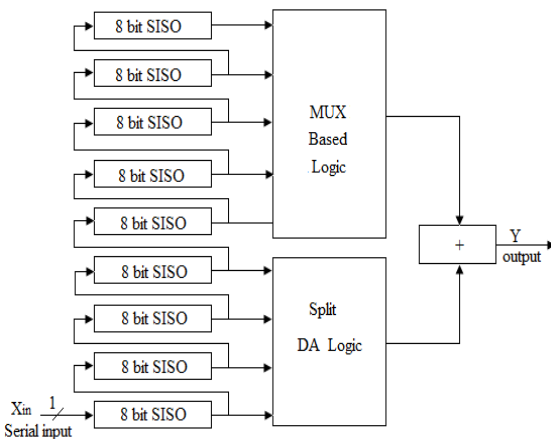 8 bit SISO
8 bit SISO
8 bit SISO
8 bit SISO
8 bit SISO
8 bit SISO
8 bit SISO
8 bit SISO
8 bit SISO
MUX
Based
Logic
Split
DA Logic
+
Y
output
Xin
1
Serial input